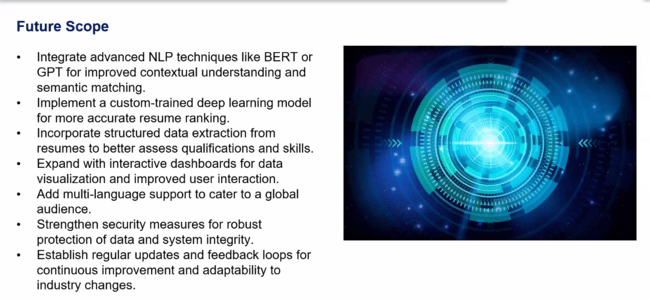 Future Scope
• Integrate advanced NLP techniques like BERT or
GPT for improved contextual understanding and
semantic matching.
• Implement a custom-trained deep learning model
for more accurate resume ranking.
• Incorporate structured data extraction from
resumes to better assess qualifications and skills.
• Expand with interactive dashboards for data
visualization and improved user interaction.
• Add multi-language support to cater to a global
audience.
• Strengthen security measures for robust
protection of data and system integrity.
• Establish regular updates and feedback loops for
continuous improvement and adaptability to
industry changes.